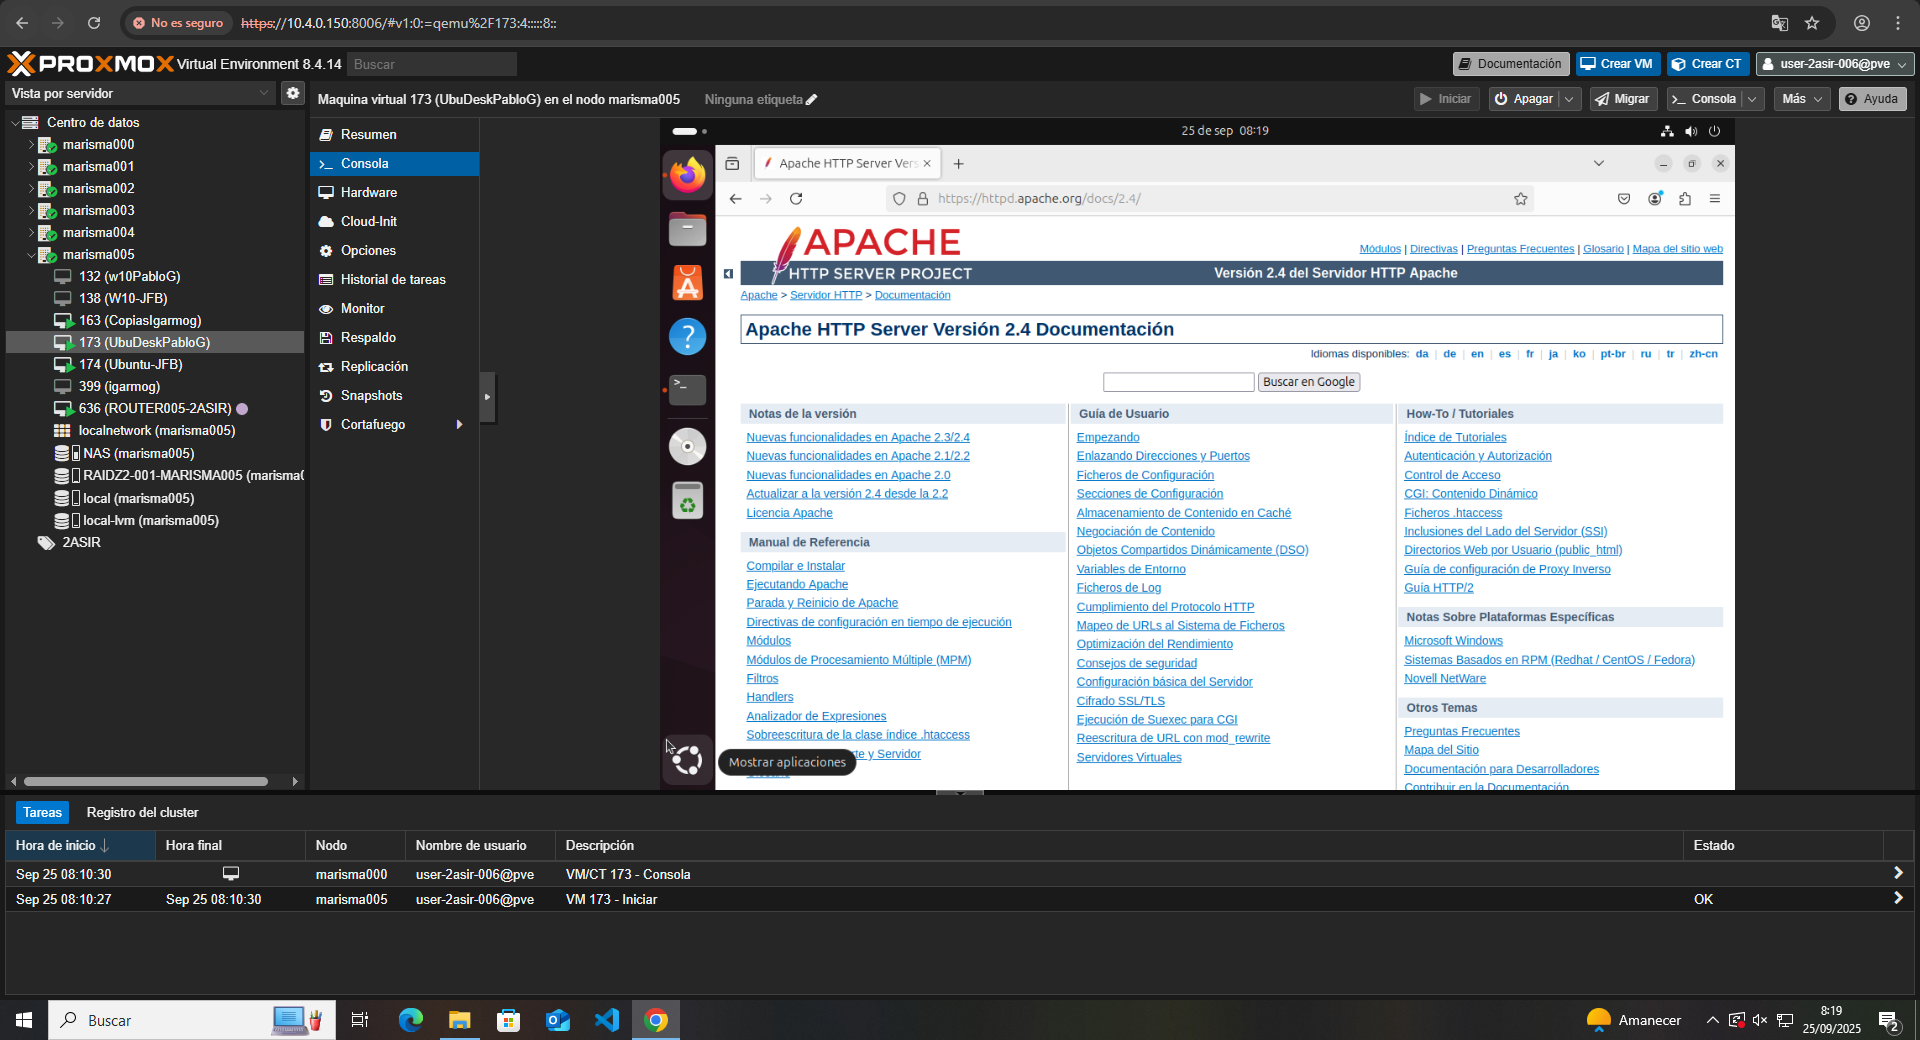 No es seguro
https://10.4.0.150:8006/#v1:0:=qemu%2F173:4:::::8::
PROXMOX Virtual Environment 8.4.14
Buscar
Documentación
Crear VM
Crear CT
user-2asir-006@pve
Vista por servidor
Maquina virtual 173 (UbuDeskPabloG) en el nodo marisma005
Ninguna etiqueta
Iniciar
Apagar
Migrar
Consola
Más
Ayuda
Centro de datos
marisma000
marisma001
marisma002
marisma003
marisma004
marisma005
132 (w10PabloG)
138 (W10-JFB)
163 (CopiasIgarmog)
173 (UbuDeskPabloG)
174 (Ubuntu-JFB)
399 (igarmog)
636 (ROUTER005-2ASIR)
localnetwork (marisma005)
NAS (marisma005)
RAIDZ2-001-MARISMA005 (marisma0
local (marisma005)
local-lvm (marisma005)
2ASIR
Resumen
Consola
Hardware
Cloud-Init
Opciones
Historial de tareas
Monitor
Respaldo
Replicación
Snapshots
Cortafuego
25 de sep 08:19
Apache HTTP Server Vers
https://httpd.apache.org/docs/2.4/
APACHE
HTTP SERVER PROJECT
Módulos | Directivas | Preguntas Frecuentes | Glosario | Mapa del sitio web
Versión 2.4 del Servidor HTTP Apache
Apache > Servidor HTTP > Documentación
Apache HTTP Server Versión 2.4 Documentación
Idiomas disponibles: da | de | en | es | fr | ja | ko | pt-br | ru | tr | zh-cn
Buscar en Google
Notas de la versión
Nuevas funcionalidades en Apache 2.3/2.4
Nuevas funcionalidades en Apache 2.1/2.2
Nuevas funcionalidades en Apache 2.0
Actualizar a la versión 2.4 desde la 2.2
Licencia Apache
Manual de Referencia
Compilar e Instalar
Ejecutando Apache
Parada y Reinicio de Apache
Directivas de configuración en tiempo de ejecución
Módulos
Módulos de Procesamiento Múltiple (MPM)
Filtros
Handlers
Analizador de Expresiones
Sobreescritura de la clase índice .htaccess
te y Servidor
Mostrar aplicaciones
Guía de Usuario
Empezando
Enlazando Direcciones y Puertos
Ficheros de Configuración
Secciones de Configuración
Almacenamiento de Contenido en Caché
Negociación de Contenido
Objetos Compartidos Dinámicamente (DSO)
Variables de Entorno
Ficheros de Log
Cumplimiento del Protocolo HTTP
Mapeo de URLs al Sistema de Ficheros
Optimización del Rendimiento
Consejos de seguridad
Configuración básica del Servidor
Cifrado SSL/TLS
Ejecución de Suexec para CGI
Reescritura de URL con mod_rewrite
Servidores Virtuales
How-To / Tutoriales
Índice de Tutoriales
Autenticación y Autorización
Control de Acceso
CGI: Contenido Dinámico
Ficheros .htaccess
Inclusiones del Lado del Servidor (SSI)
Directorios Web por Usuario (public_html)
Guía de configuración de Proxy Inverso
Guía HTTP/2
Notas Sobre Plataformas Específicas
Microsoft Windows
Sistemas Basados en RPM (Redhat / CentOS / Fedora)
Novell NetWare
Otros Temas
Preguntas Frecuentes
Mapa del Sitio
Documentación para Desarrolladores
Contribuir en la Documentación
Tareas
Registro del cluster
Hora de inicio Hora final Nodo Nombre de usuario Descripción Estado
Sep 25 08:10:30 marisma000 user-2asir-006@pve VM/CT 173 - Consola
Sep 25 08:10:27 Sep 25 08:10:30 marisma005 user-2asir-006@pve VM 173 - Iniciar OK
Buscar
Amanecer
8:19
25/09/2025
2